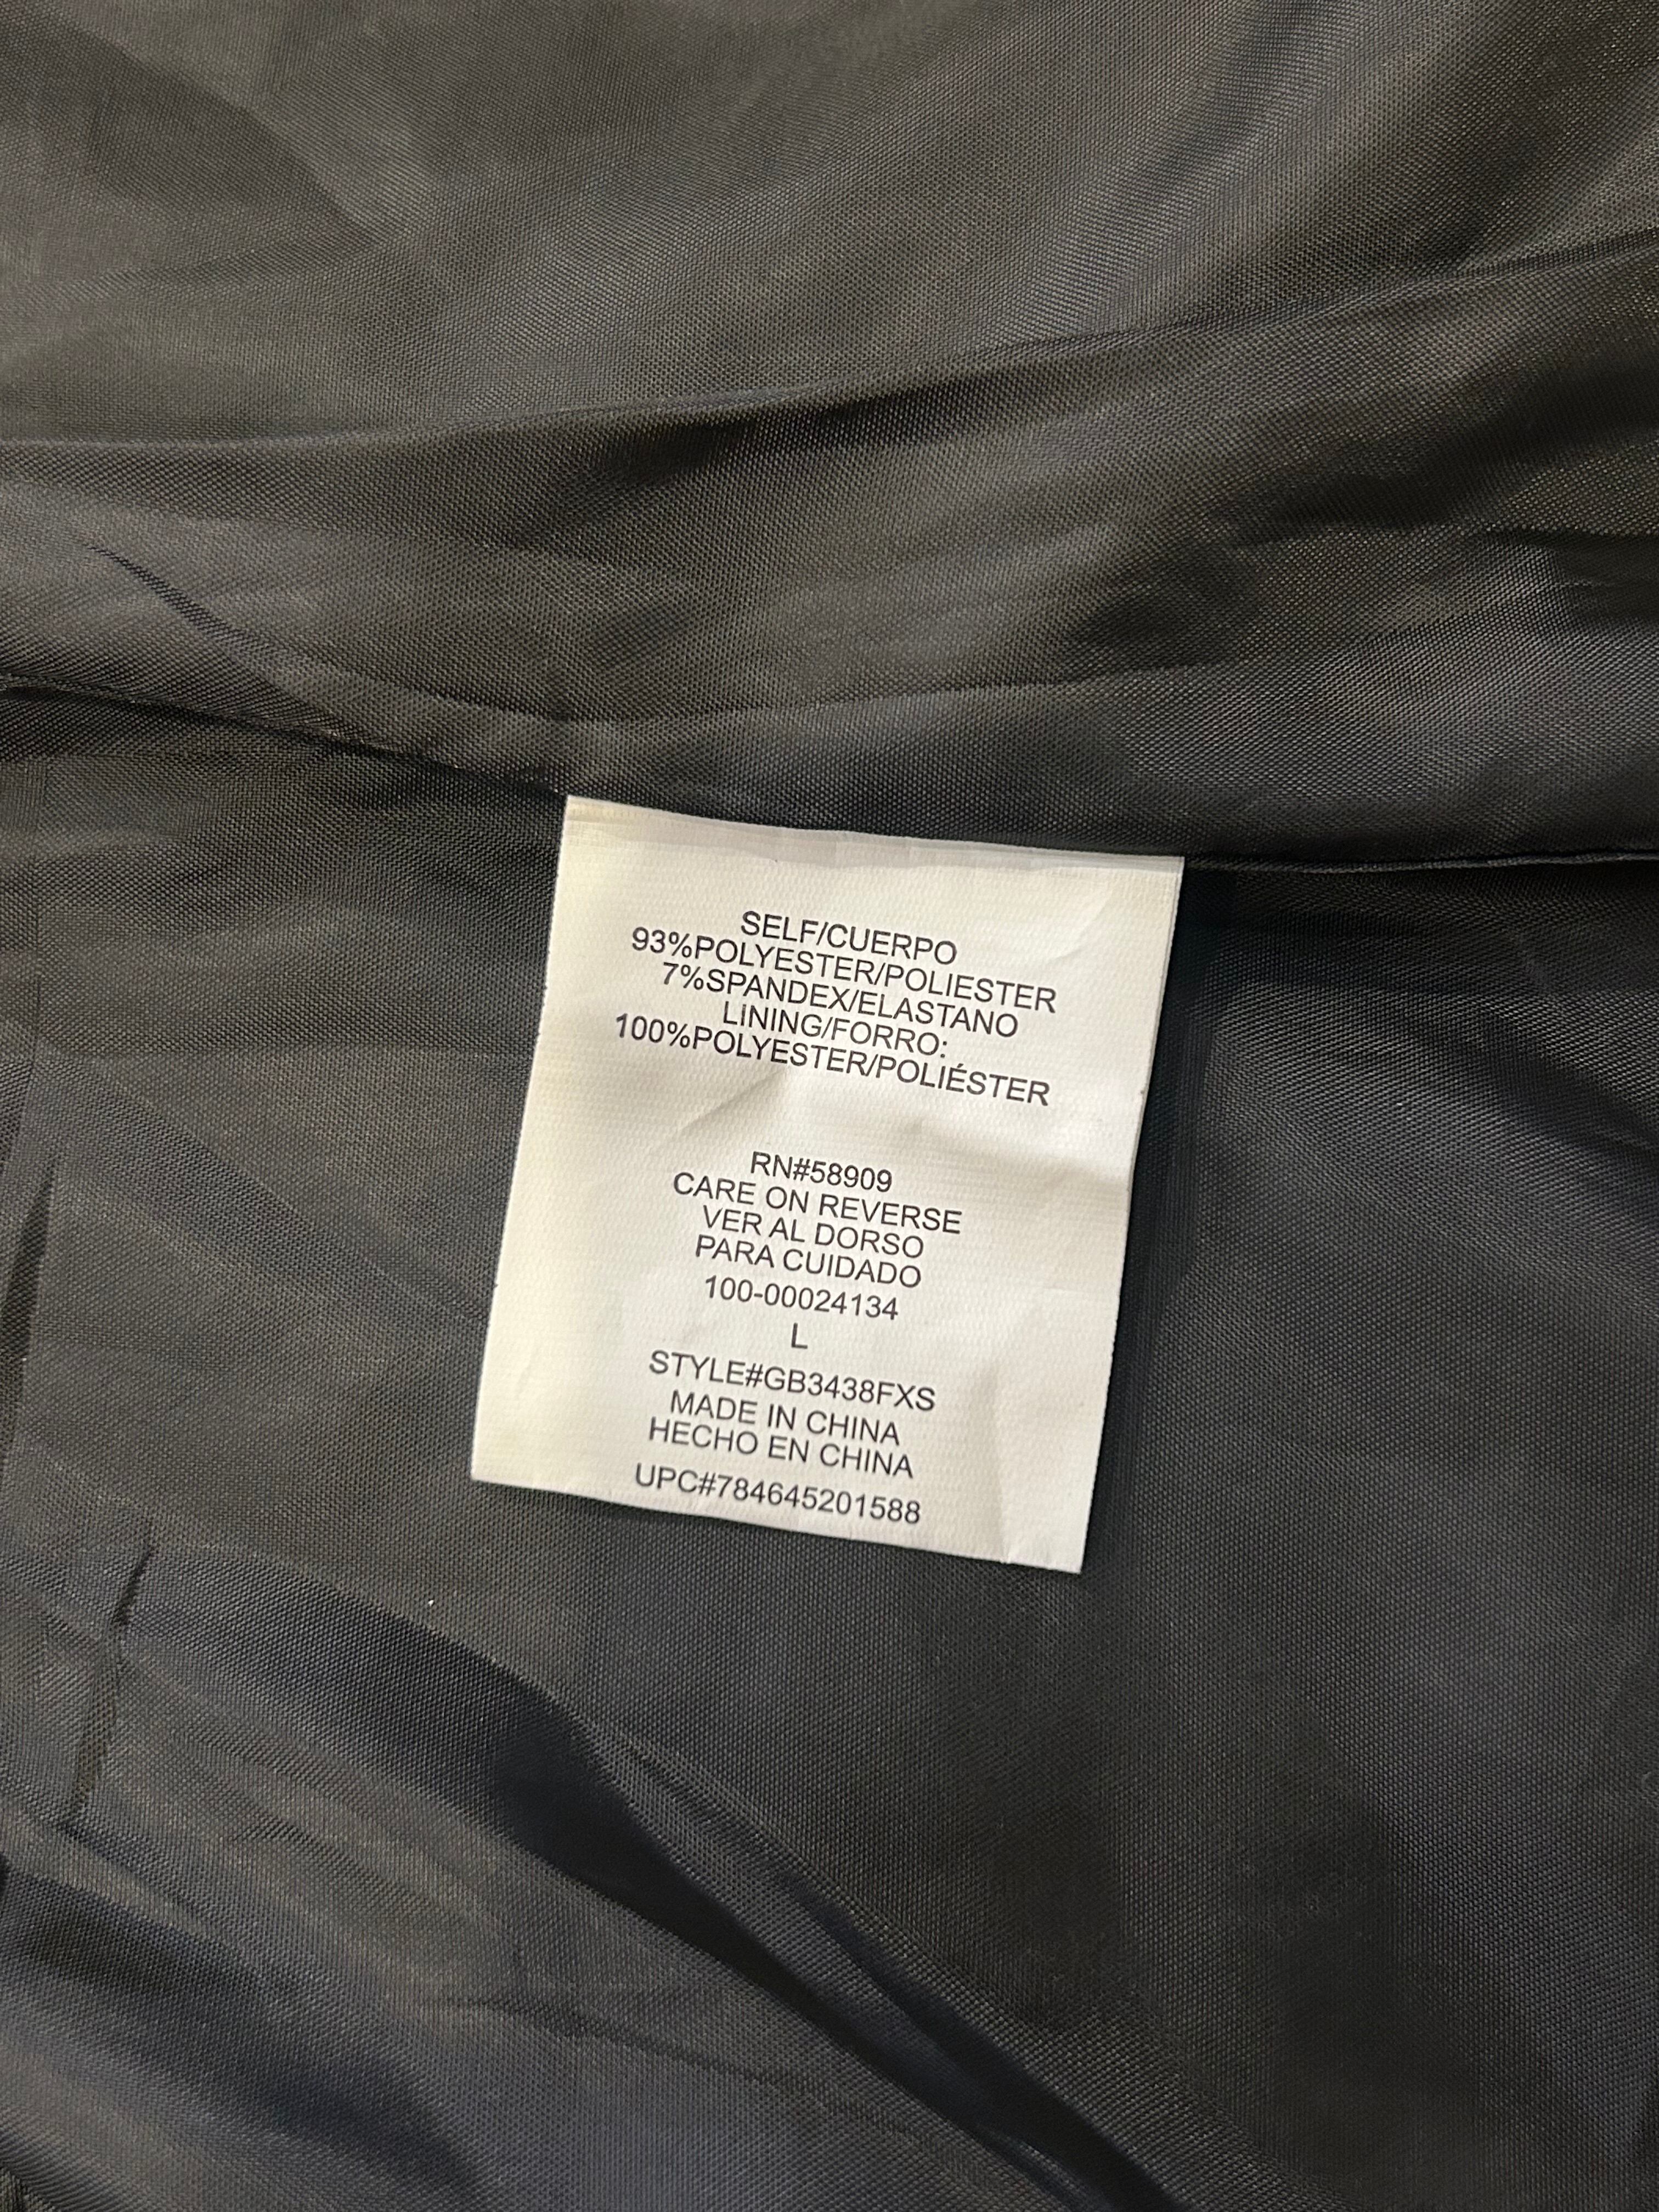 SELF/CUERPO
93%POLYESTER/POLIESTER
7%SPANDEX/ELASTANO
LINING/FORRO:
100%POLYESTER/POLIÉSTER
RN#58909
CARE ON REVERSE
VER AL DORSO
PARA CUIDADO
100-00024134
L
STYLE#GB3438FXS
MADE IN CHINA
HECHO EN CHINA
UPC#784645201588